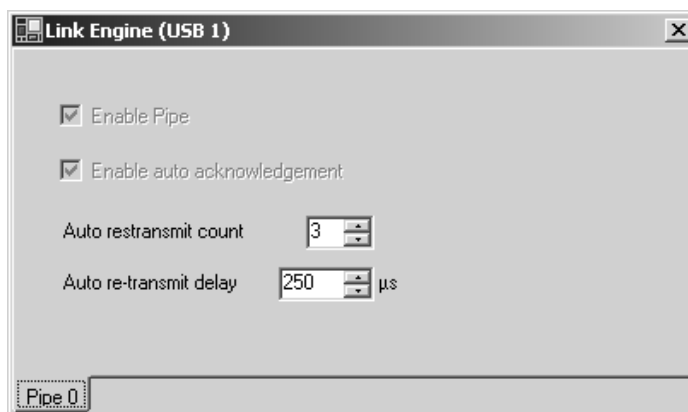 Link Engine (USB 1)
Enable Pipe
Enable auto acknowledgement
Auto restransmit count 3
Auto re-transmit delay 250 µs
Pipe 0